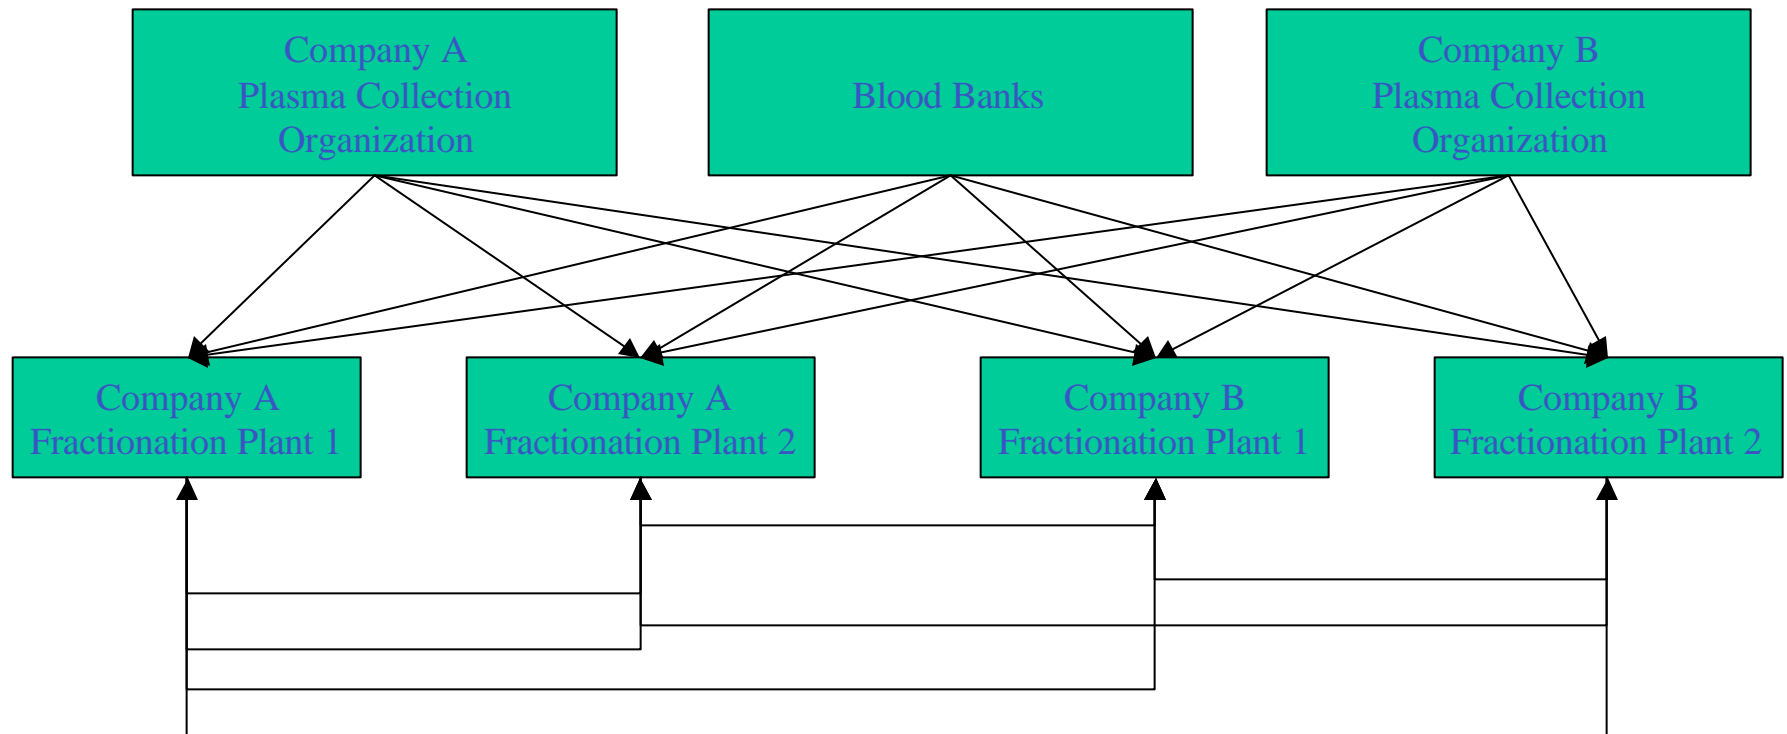 Company A
Plasma Collection
Organization
Blood Banks
Company B
Plasma Collection
Organization
Company A
Fractionation Plant 1
Company A
Fractionation Plant 2
Company B
Fractionation Plant 1
Company B
Fractionation Plant 2